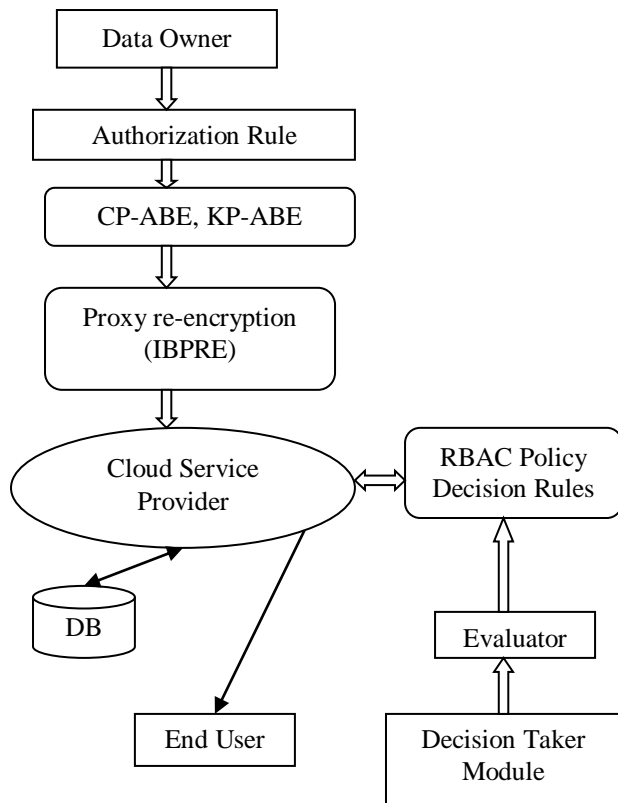 Data Owner
Authorization Rule
CP-ABE, KP-ABE
Proxy re-encryption
(IBPRE)
Cloud Service
Provider
RBAC Policy
Decision Rules
DB
Evaluator
End User
Decision Taker
Module